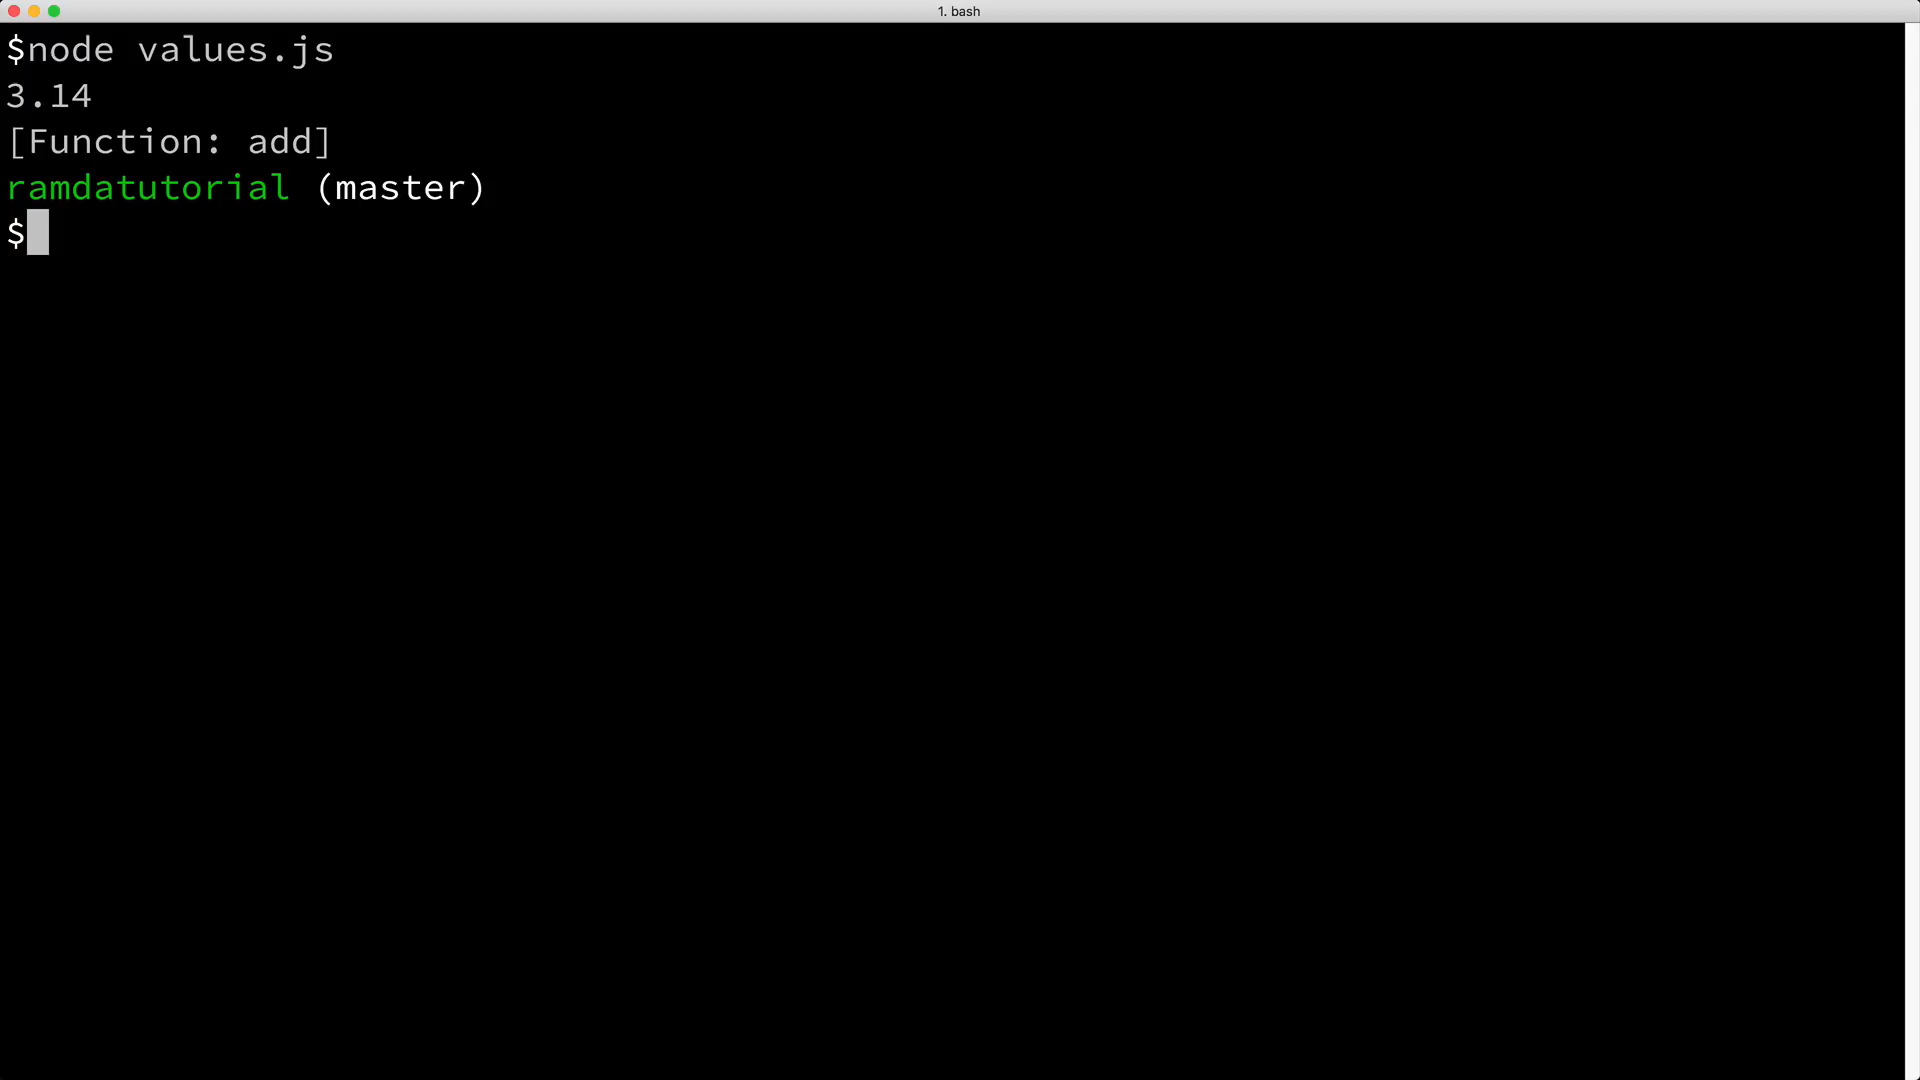 1. bash
$node values.js
3.14
[Function: add]
ramdatutorial (master)
$